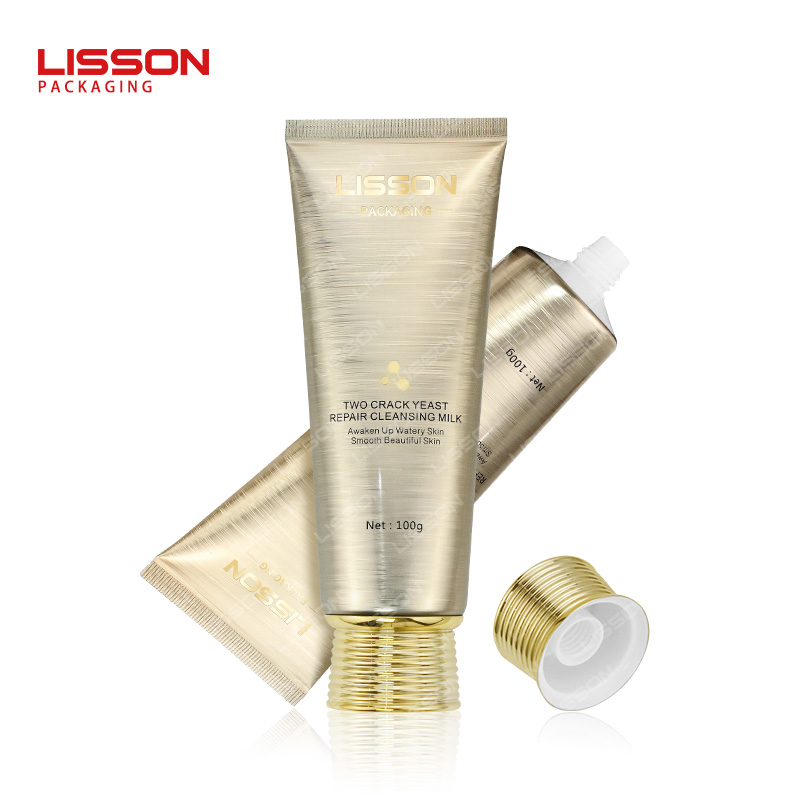 LISSON
PACKAGING
LISSON
PACKAGING
TWO CRACK YEAST
REPAIR CLEANSING MILK
Awaken Up Watery Skin
Smooth Beautiful Skin
Net : 100g
Net : 100g
LISSON